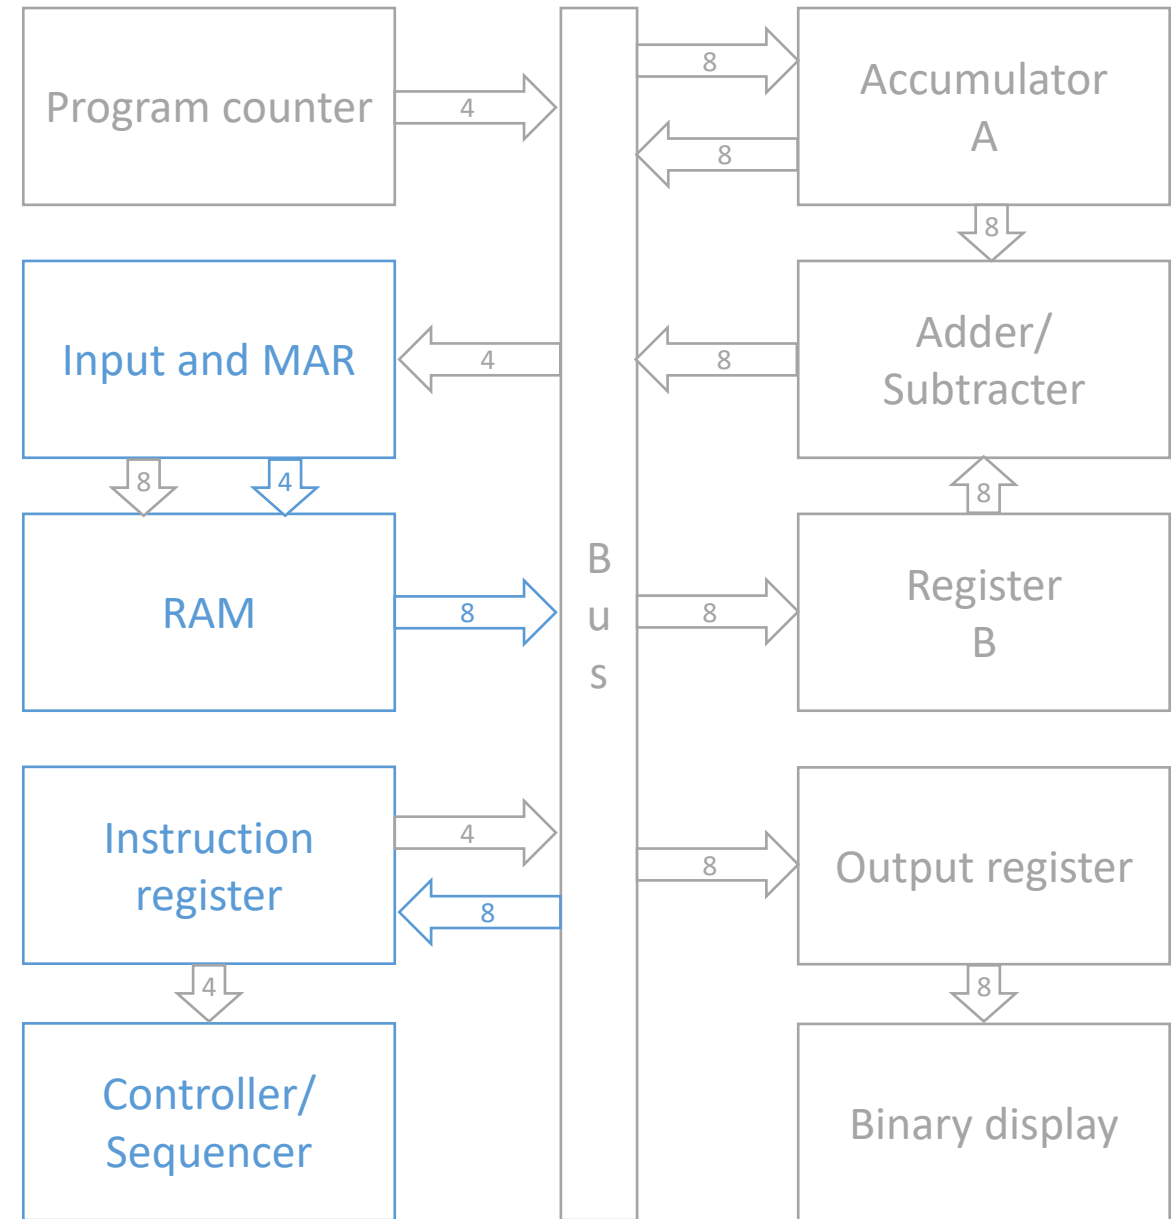 Program counter
4
8
Accumulator
A
8
8
Input and MAR
4
8
Adder/
Subtracter
8
4
8
RAM
8
B
u
s
8
Register
B
Instruction
register
4
8
8
Output register
4
8
Controller/
Sequencer
Binary display